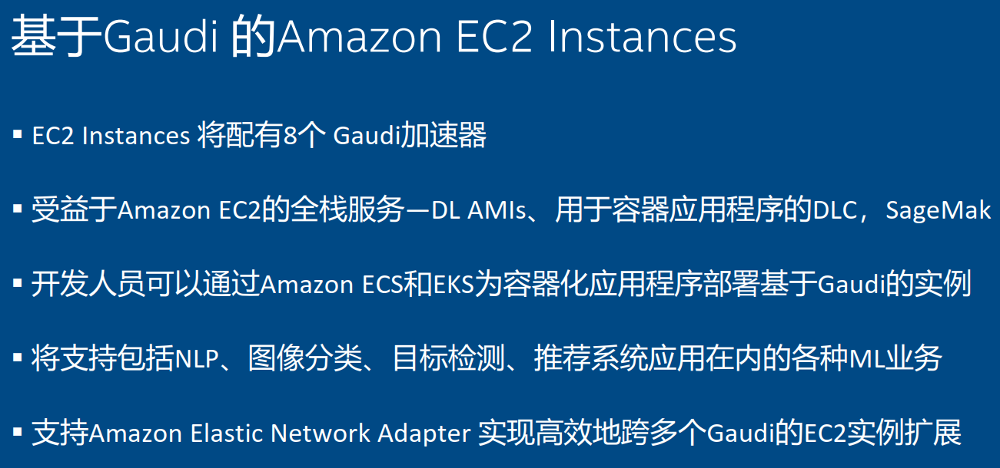 基于Gaudi 的Amazon EC2 Instances
▪ EC2 Instances 将配有8个 Gaudi加速器
▪ 受益于Amazon EC2的全栈服务—DL AMIs、用于容器应用程序的DLC，SageMak
▪ 开发人员可以通过Amazon ECS和EKS为容器化应用程序部署基于Gaudi的实例
▪ 将支持包括NLP、图像分类、目标检测、推荐系统应用在内的各种ML业务
▪ 支持Amazon Elastic Network Adapter 实现高效地跨多个Gaudi的EC2实例扩展